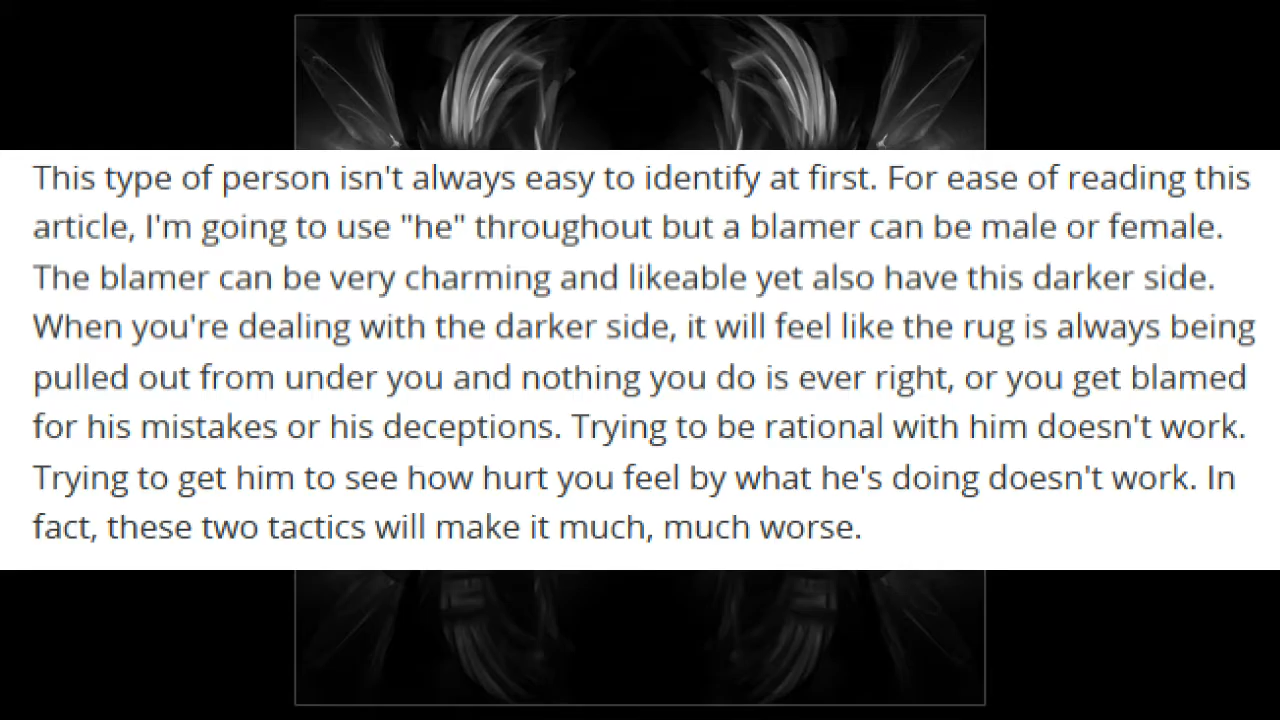 This type of person isn't always easy to identify at first. For ease of reading this
article, I'm going to use "he" throughout but a blamer can be male or female.
The blamer can be very charming and likeable yet also have this darker side.
When you're dealing with the darker side, it will feel like the rug is always being
pulled out from under you and nothing you do is ever right, or you get blamed
for his mistakes or his deceptions. Trying to be rational with him doesn't work.
Trying to get him to see how hurt you feel by what he's doing doesn't work. In
fact, these two tactics will make it much, much worse.